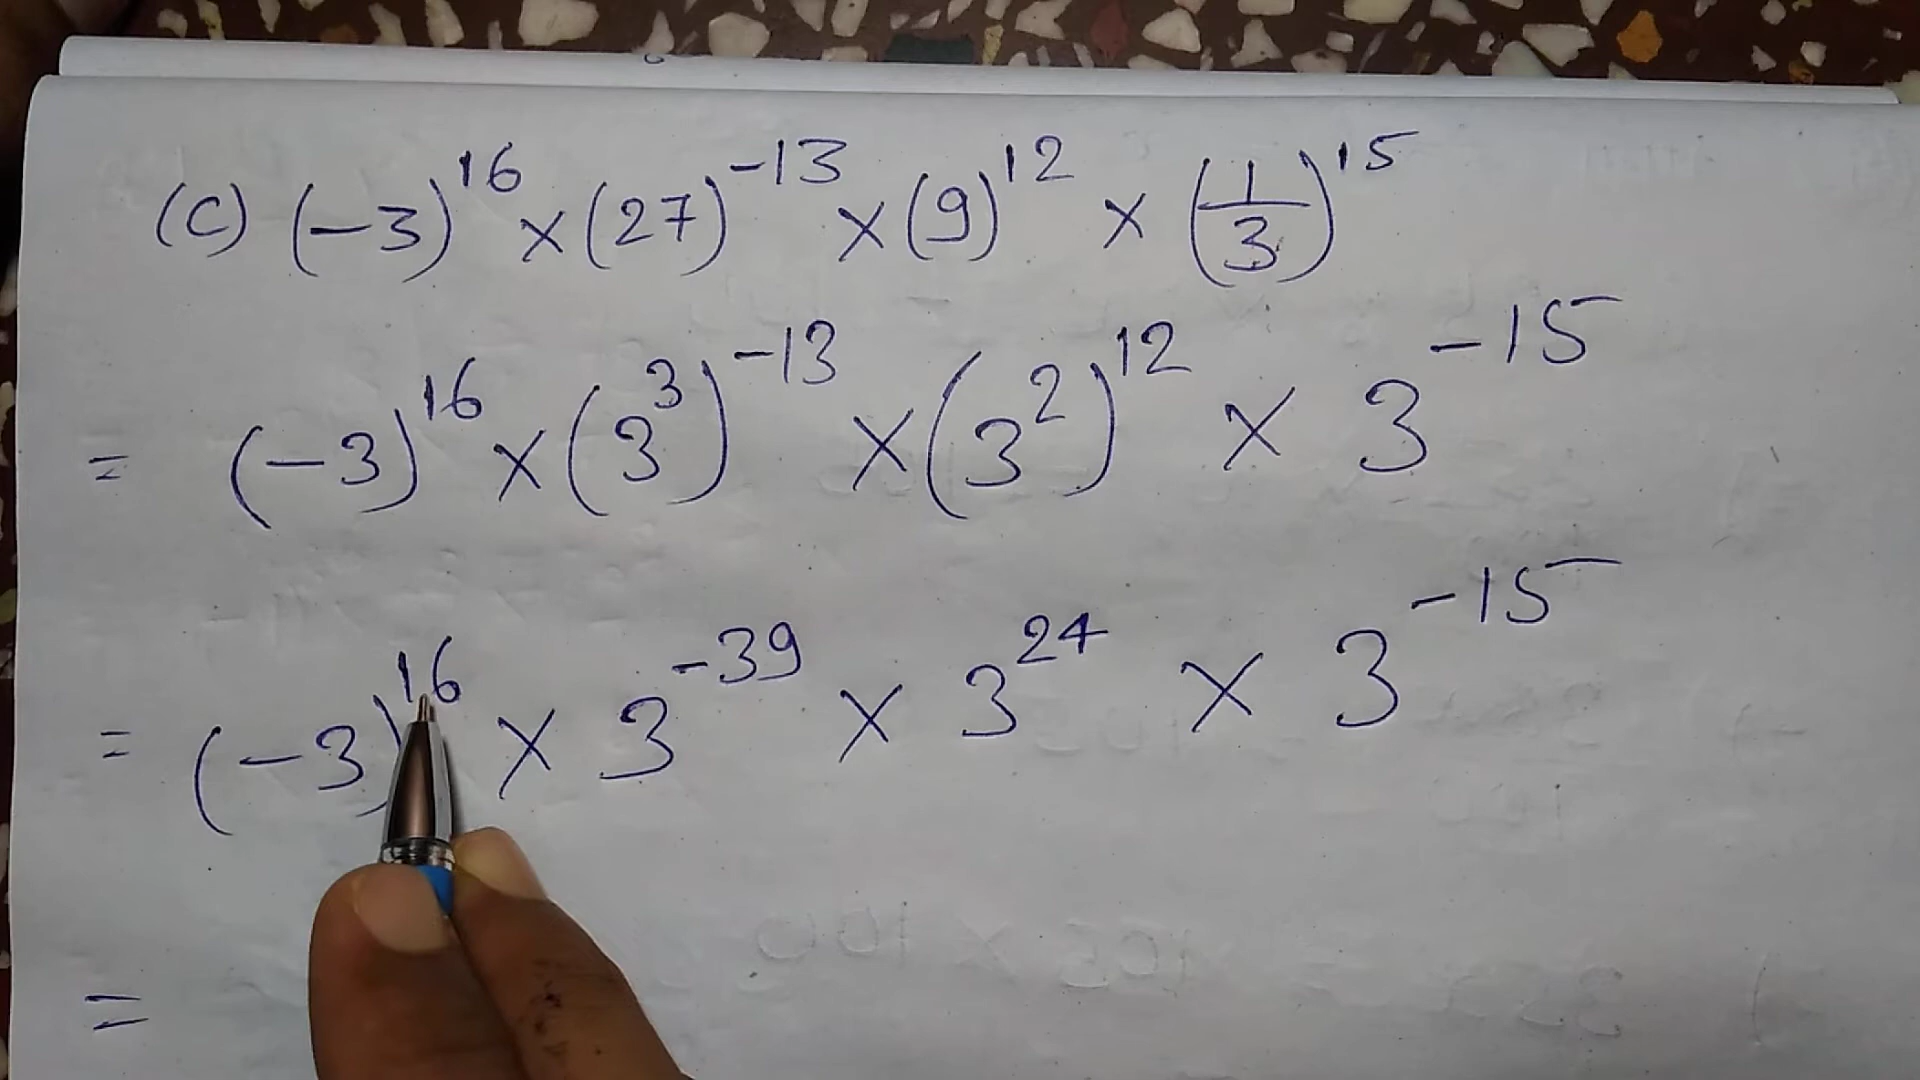 (C) (-3)^16 × (27)^-13 × (9)^12 × (1/3)^15
= (-3)^16 × (3^3)^-13 × (3^2)^12 × 3^-15
= (-3)^16 × 3^-39 × 3^24 × 3^-15
=